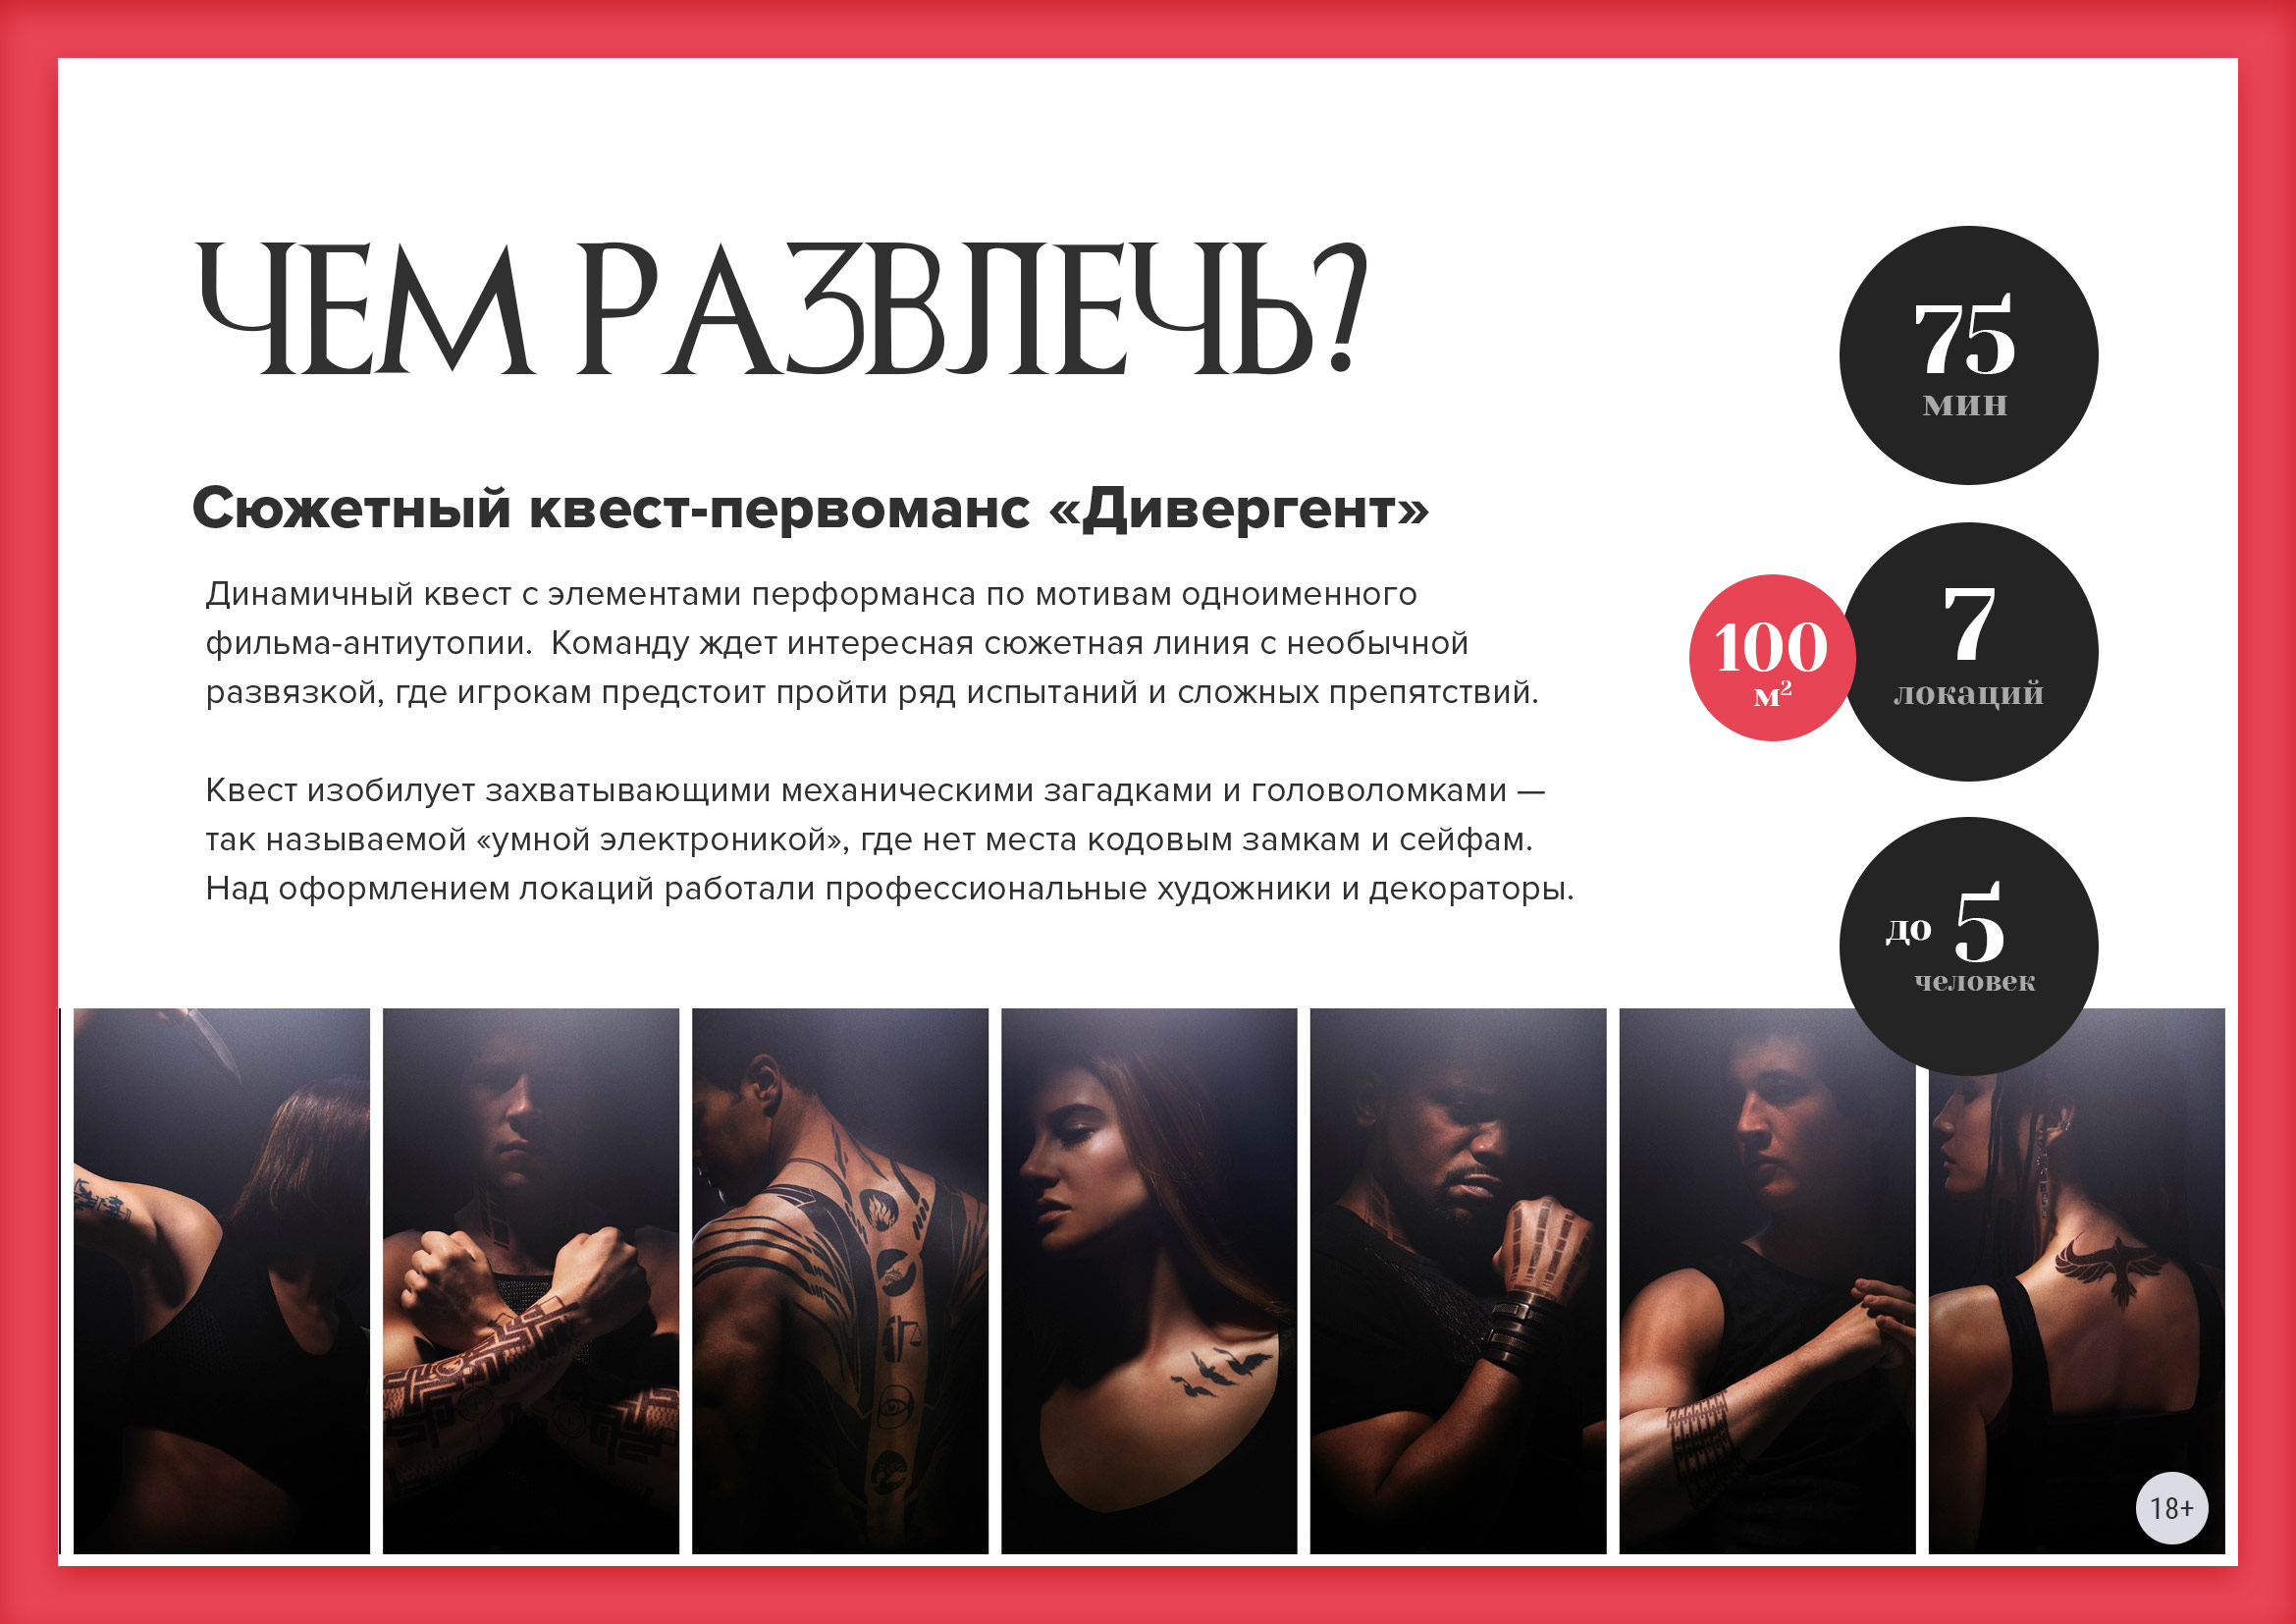 ЧЕМ РАЗВЛЕЧЬ?
Сюжетный квест-первоманс «Дивергент»
Динамичный квест с элементами перформанса по мотивам одноименного
фильма-антиутопии.  Команду ждет интересная сюжетная линия с необычной
развязкой, где игрокам предстоит пройти ряд испытаний и сложных препятствий.
Квест изобилует захватывающими механическими загадками и головоломками —
так называемой «умной электроникой», где нет места кодовым замкам и сейфам.
Над оформлением локаций работали профессиональные художники и декораторы.
75
мин
100
м²
7
локаций
до 5
человек
18+